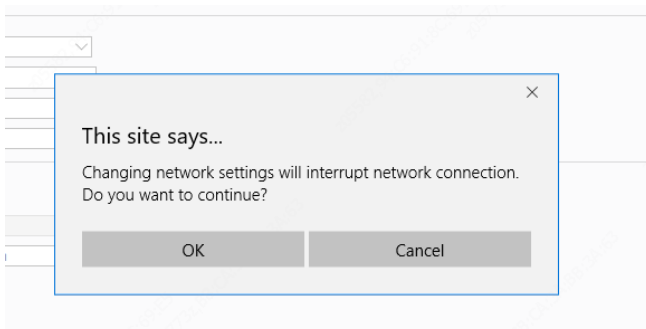 This site says...
Changing network settings will interrupt network connection.
Do you want to continue?
OK
Cancel